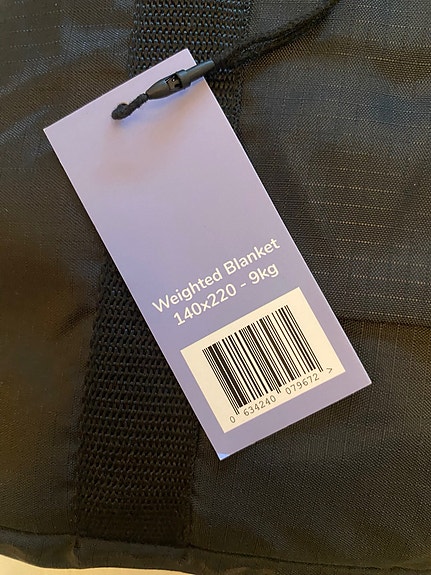 Weighted Blanket
140x220 - 9kg
0 634240 079672 >